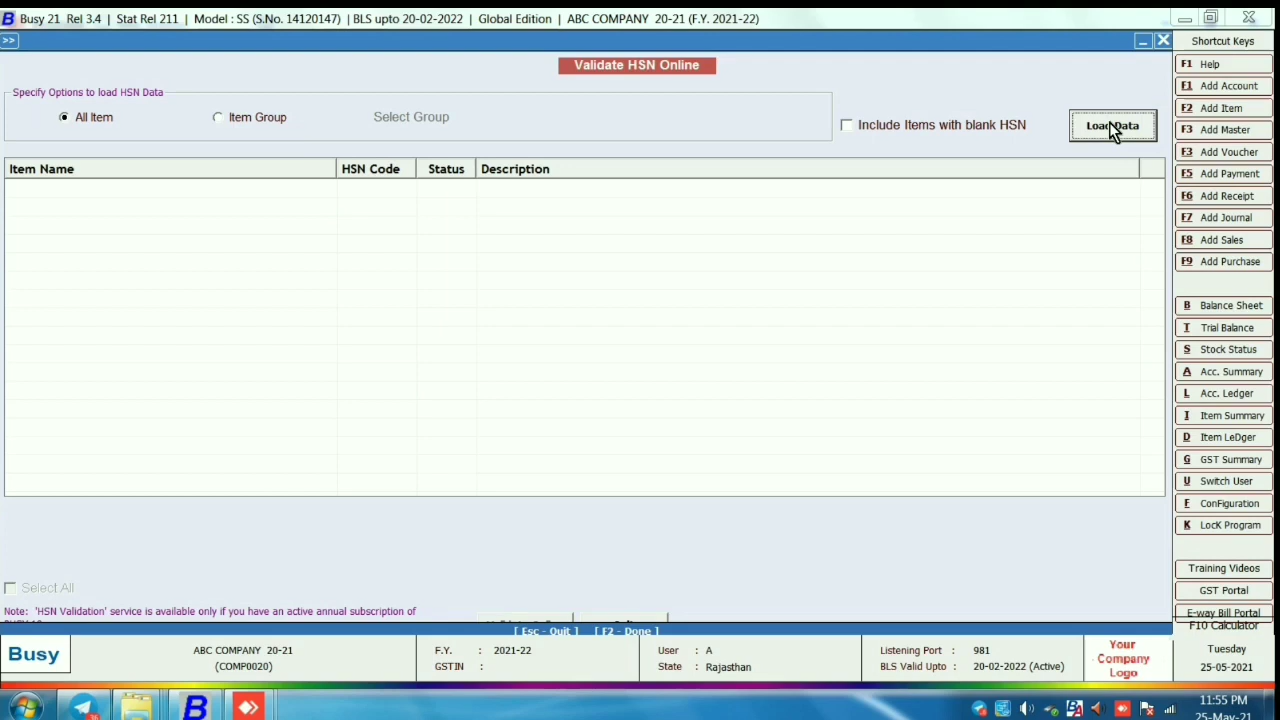 Busy 21 Rel 3.4 | Stat Rel 211 | Model : SS (S.No. 14120147) | BLS upto 20-02-2022 | Global Edition | ABC COMPANY 20-21 (F.Y. 2021-22)
>>
Shortcut Keys
Validate HSN Online
F1 Help
Specify Options to load HSN Data
F1 Add Account
All Item
Item Group
Select Group
Include Items with blank HSN
Load Data
F2 Add Item
F3 Add Master
F3 Add Voucher
Item Name HSN Code Status Description
F5 Add Payment
F6 Add Receipt
F7 Add Journal
F8 Add Sales
F9 Add Purchase
B Balance Sheet
T Trial Balance
S Stock Status
A Acc. Summary
L Acc. Ledger
I Item Summary
D Item LeDger
G GST Summary
U Switch User
F ConFiguration
K LocK Program
Training Videos
Select All
GST Portal
Note: 'HSN Validation' service is available only if you have an active annual subscription of
E-way Bill Portal
F10 Calculator
[ Esc - Quit ] [ F2 - Done ]
Busy
ABC COMPANY 20-21
(COMP0020)
F.Y. : 2021-22
GSTIN :
User : A
State : Rajasthan
Listening Port : 981
BLS Valid Upto : 20-02-2022 (Active)
Your
Company
Logo
Tuesday
25-05-2021
11:55 PM
25-May-21